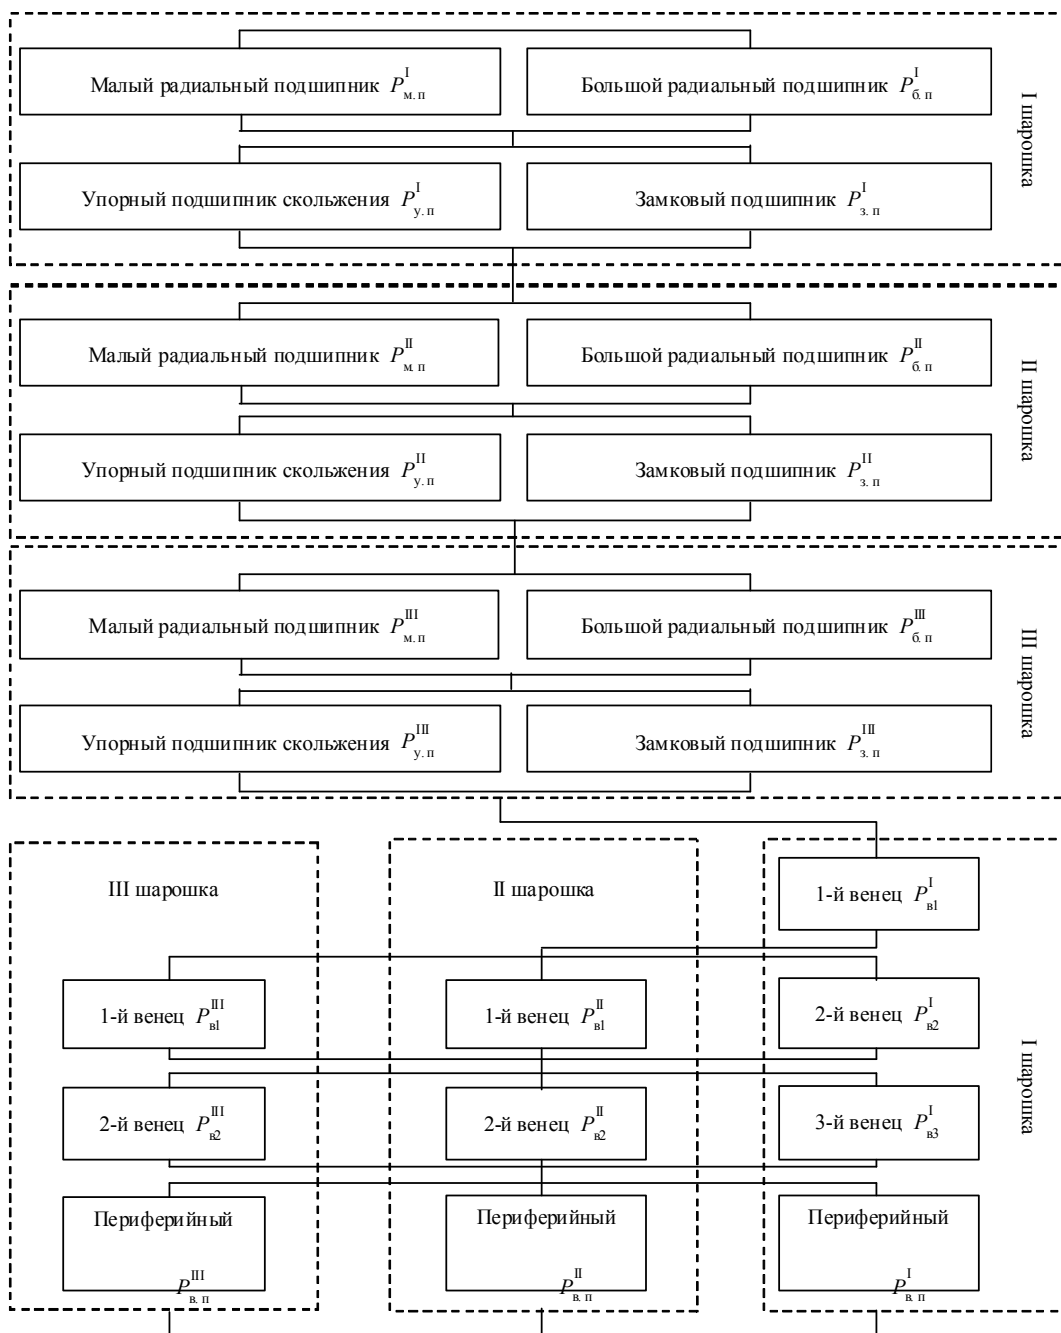 Малый радиальный подшипник P^I_м. п
Большой радиальный подшипник P^I_б. п
Упорный подшипник скольжения P^I_у. п
Замковый подшипник P^I_з. п
I шарошка
Малый радиальный подшипник P^II_м. п
Большой радиальный подшипник P^II_б. п
Упорный подшипник скольжения P^II_у. п
Замковый подшипник P^II_з. п
II шарошка
Малый радиальный подшипник P^III_м. п
Большой радиальный подшипник P^III_б. п
Упорный подшипник скольжения P^III_у. п
Замковый подшипник P^III_з. п
III шарошка
III шарошка
II шарошка
1-й венец P^I_в1
1-й венец P^III_в1
1-й венец P^II_в1
2-й венец P^I_в2
2-й венец P^III_в2
2-й венец P^II_в2
3-й венец P^I_в3
I шарошка
Периферийный
P^III_в. п
Периферийный
P^II_в. п
Периферийный
P^I_в. п